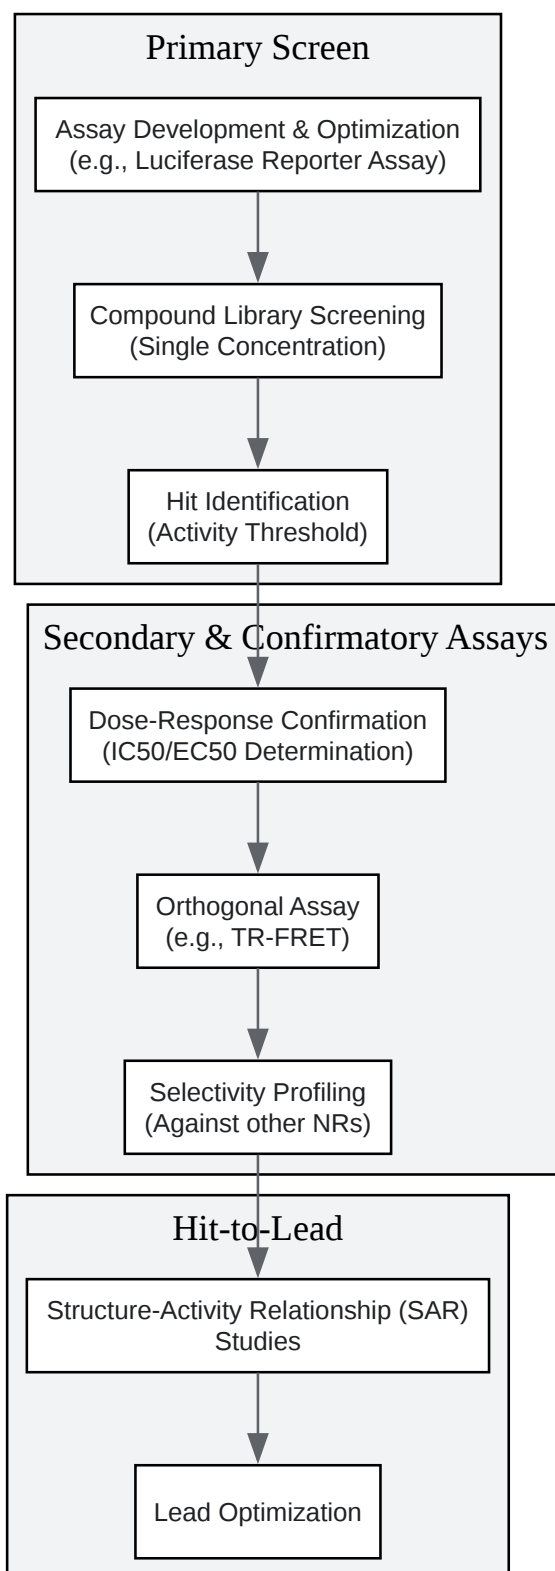 Primary Screen
Assay Development & Optimization
(e.g., Luciferase Reporter Assay)
Compound Library Screening
(Single Concentration)
Hit Identification
(Activity Threshold)
Secondary & Confirmatory Assays
Dose-Response Confirmation
(IC50/EC50 Determination)
Orthogonal Assay
(e.g., TR-FRET)
Selectivity Profiling
(Against other NRs)
Hit-to-Lead
Structure-Activity Relationship (SAR)
Studies
Lead Optimization